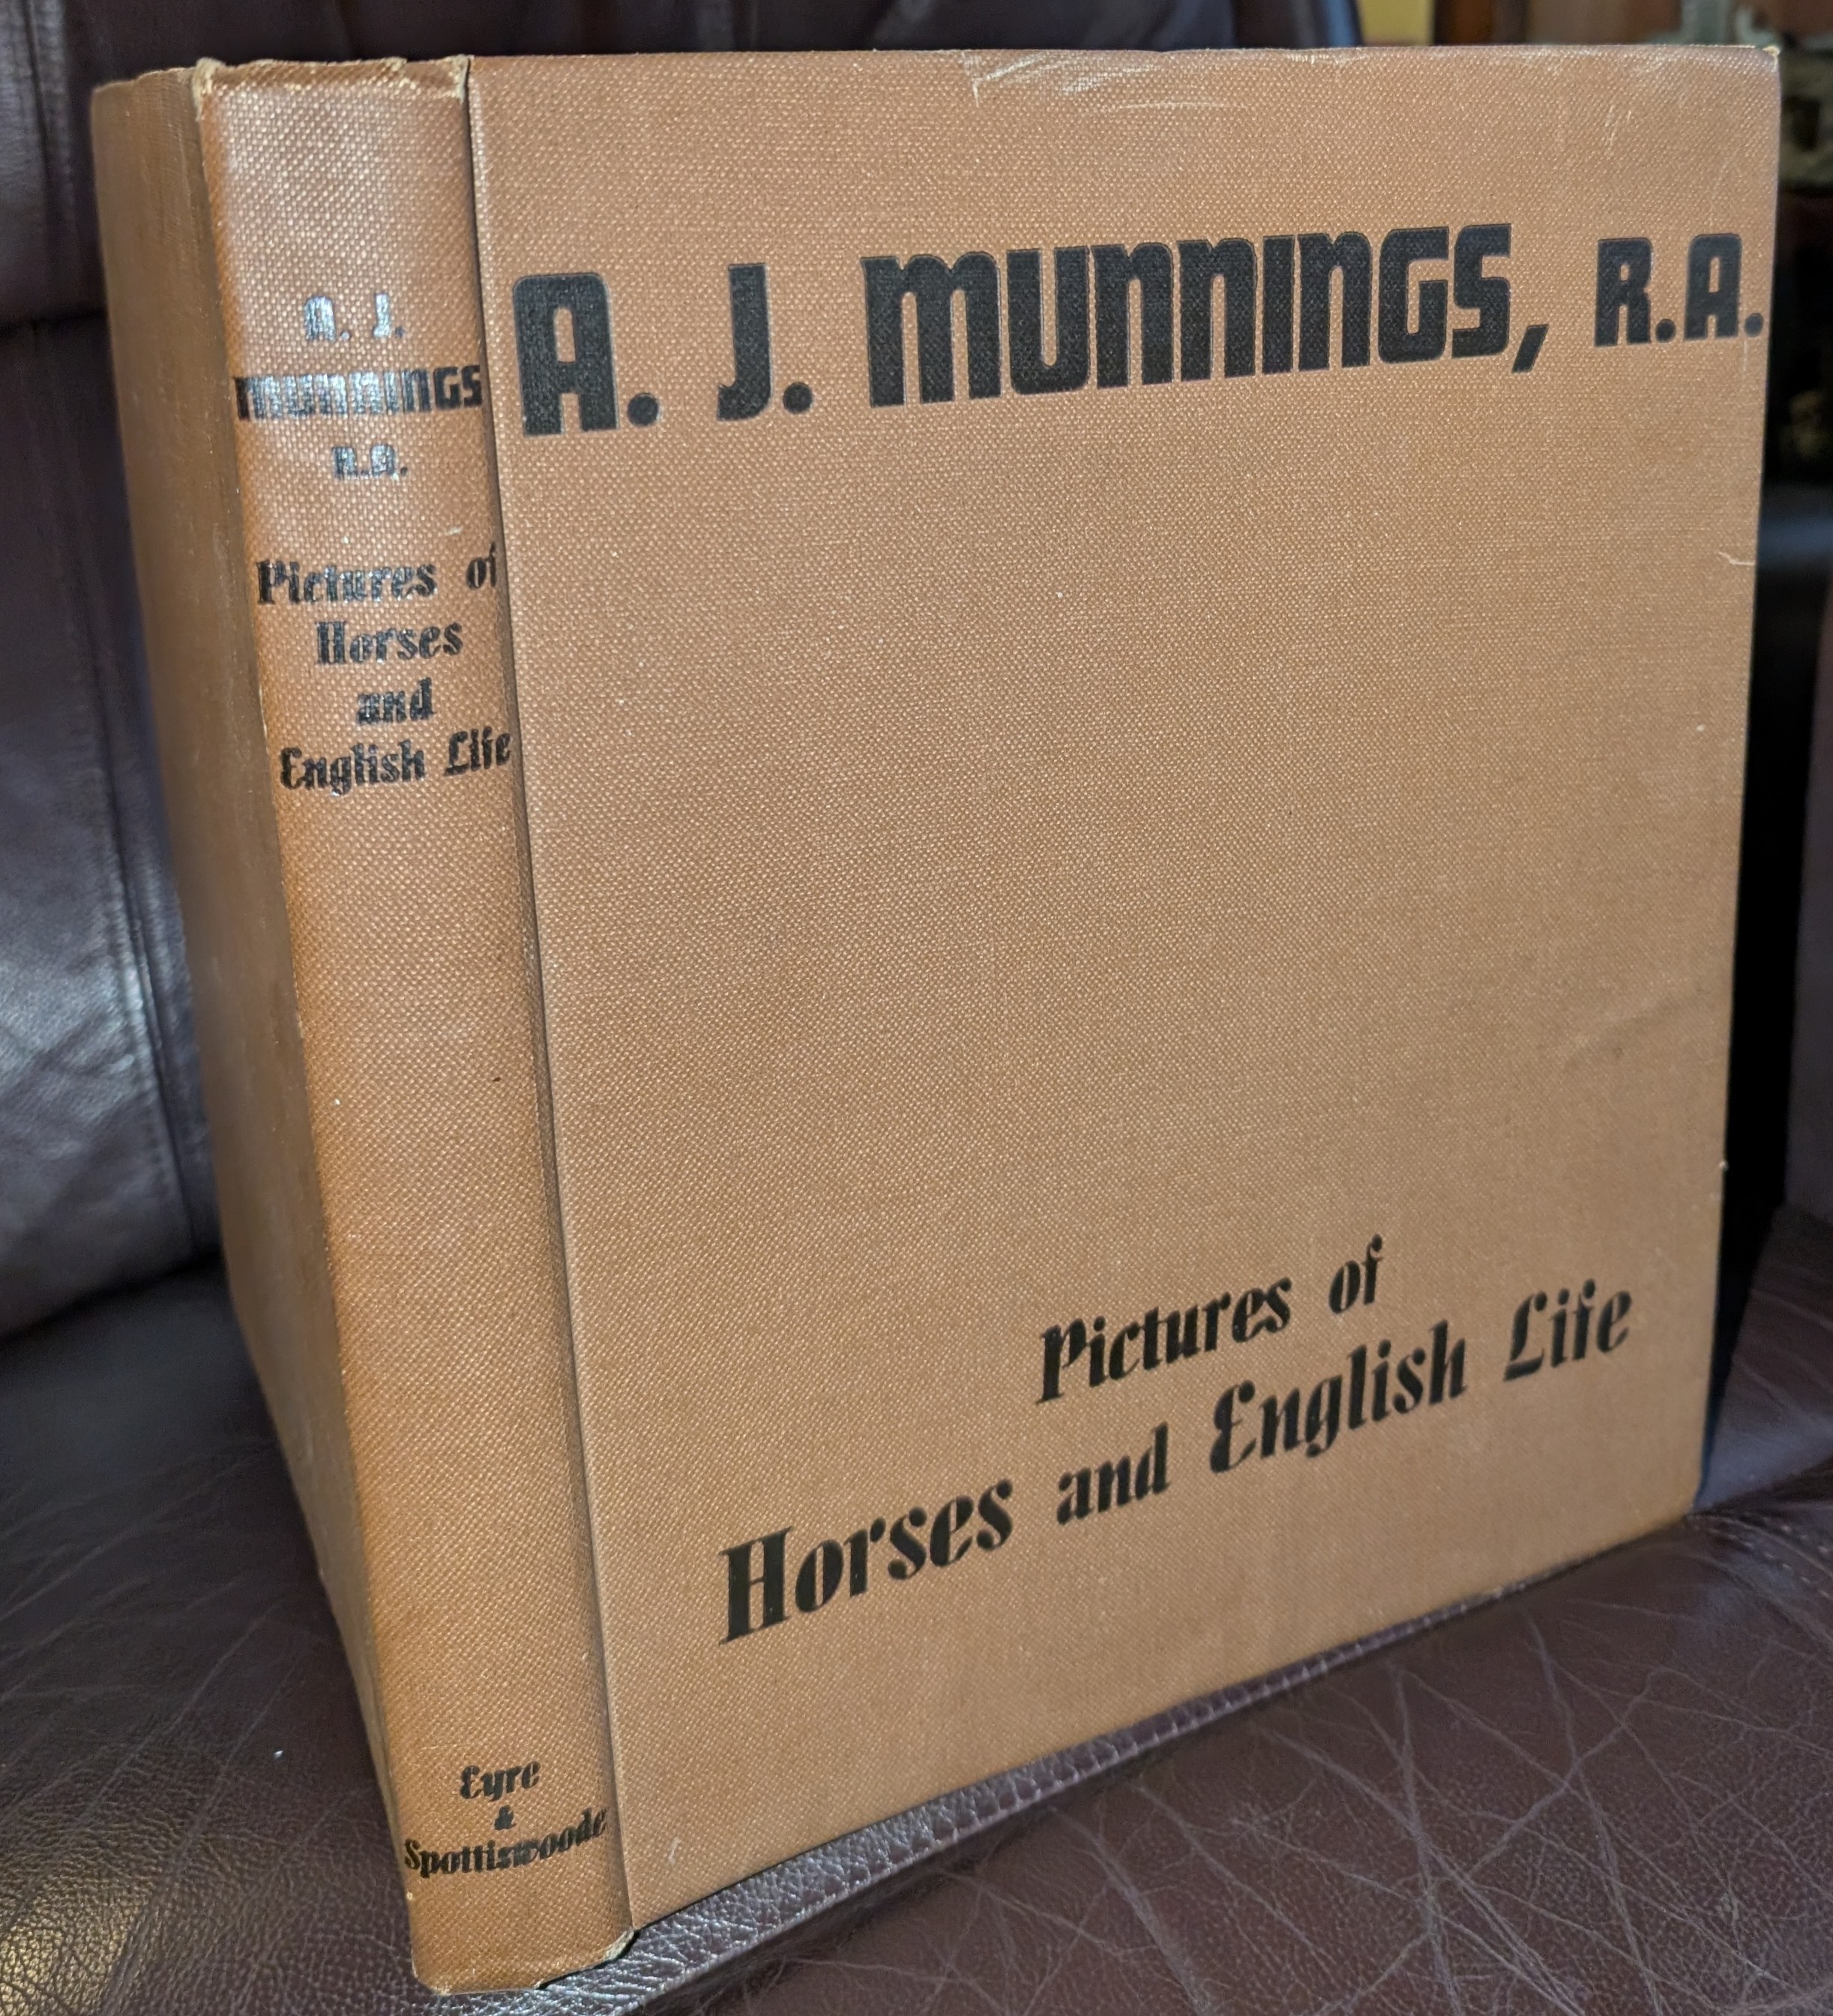 A. J.
MUNNINGS
R.A.
Pictures of
Horses
and
English Life
Eyre
&
Spottiswoode
A. J. MUNNINGS, R.A.
Pictures of
Horses and English Life